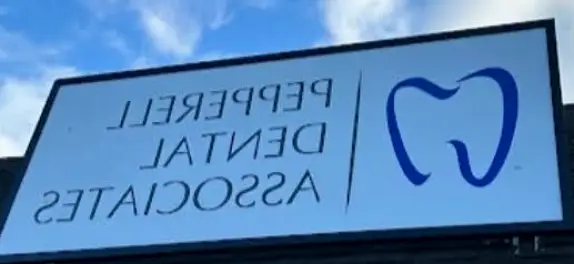 PEPPERELL
DENTAL
ASSOCIATES